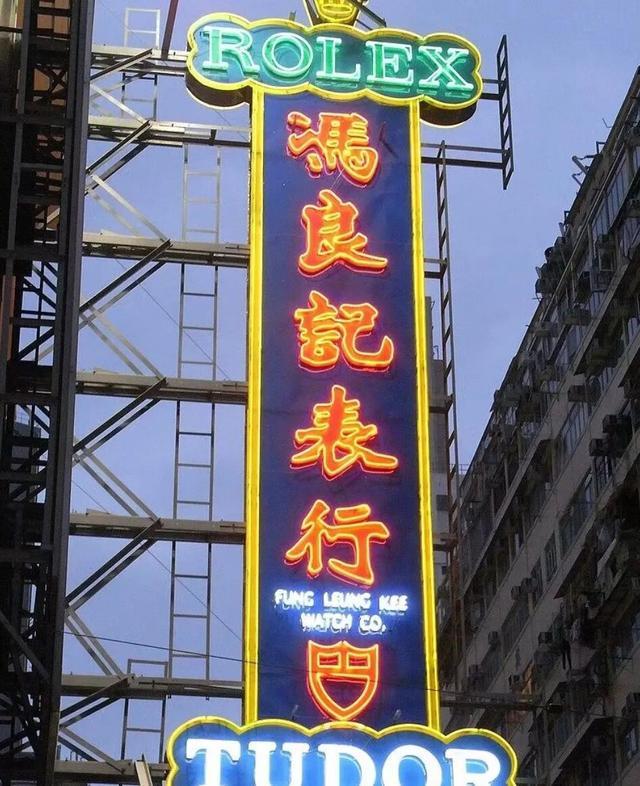 ROLEX
馮良記表行
FUNG LEUNG KEE
WATCH CO.
TUDOR